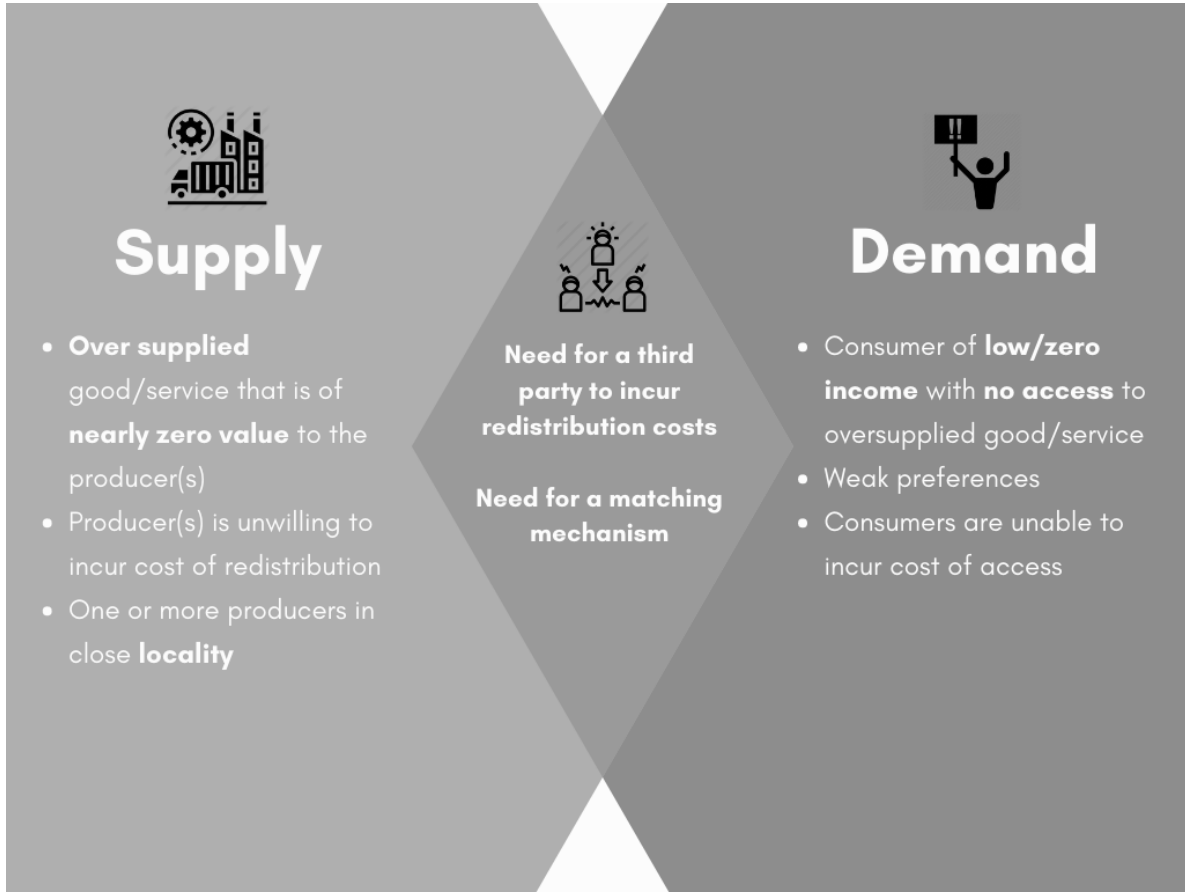 Supply
• Over supplied
good/service that is of
nearly zero value to the
producer(s)
• Producer(s) is unwilling to
incur cost of redistribution
• One or more producers in
close locality
Need for a third
party to incur
redistribution costs
Need for a matching
mechanism
!!
Demand
• Consumer of low/zero
income with no access to
oversupplied good/service
• Weak preferences
• Consumers are unable to
incur cost of access